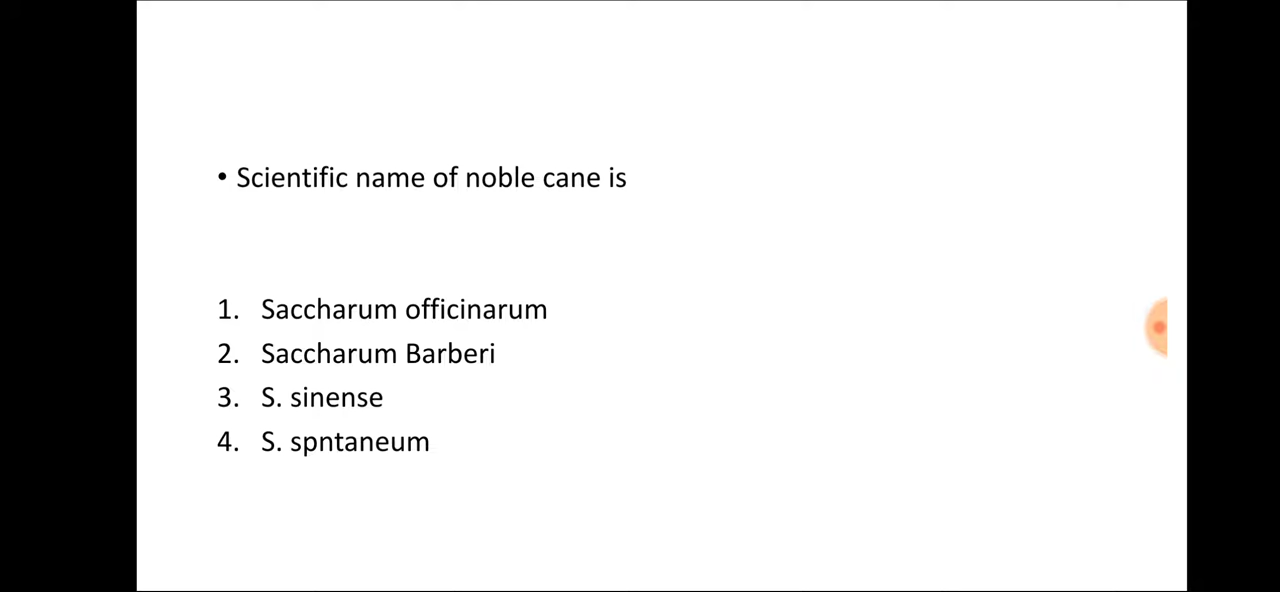 • Scientific name of noble cane is
1. Saccharum officinarum
2. Saccharum Barberi
3. S. sinense
4. S. spntaneum